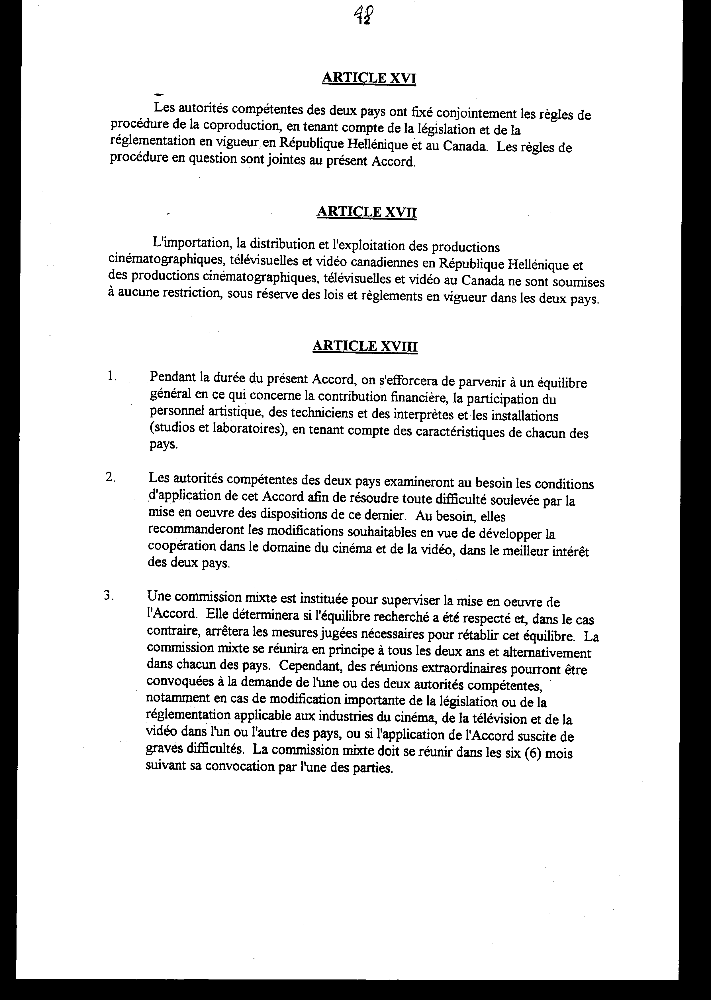 12
ARTICLE XVI
Les autorités compétentes des deux pays ont fixé conjointement les règles de
procédure de la coproduction, en tenant compte de la législation et de la
réglementation en vigueur en République Hellénique et au Canada. Les règles de
procédure en question sont jointes au présent Accord.
ARTICLE XVII
L'importation, la distribution et l'exploitation des productions
cinématographiques, télévisuelles et vidéo canadiennes en République Hellénique et
des productions cinématographiques, télévisuelles et vidéo au Canada ne sont soumises
à aucune restriction, sous réserve des lois et règlements en vigueur dans les deux pays.
ARTICLE XVIII
1. Pendant la durée du présent Accord, on s'efforcera de parvenir à un équilibre
général en ce qui concerne la contribution financière, la participation du
personnel artistique, des techniciens et des interprètes et les installations
(studios et laboratoires), en tenant compte des caractéristiques de chacun des
pays.
2. Les autorités compétentes des deux pays examineront au besoin les conditions
d'application de cet Accord afin de résoudre toute difficulté soulevée par la
mise en oeuvre des dispositions de ce dernier. Au besoin, elles
recommanderont les modifications souhaitables en vue de développer la
coopération dans le domaine du cinéma et de la vidéo, dans le meilleur intérêt
des deux pays.
3. Une commission mixte est instituée pour superviser la mise en oeuvre de
l'Accord. Elle déterminera si l'équilibre recherché a été respecté et, dans le cas
contraire, arrêtera les mesures jugées nécessaires pour rétablir cet équilibre. La
commission mixte se réunira en principe à tous les deux ans et alternativement
dans chacun des pays. Cependant, des réunions extraordinaires pourront être
convoquées à la demande de l'une ou des deux autorités compétentes,
notamment en cas de modification importante de la législation ou de la
réglementation applicable aux industries du cinéma, de la télévision et de la
vidéo dans l'un ou l'autre des pays, ou si l'application de l'Accord suscite de
graves difficultés. La commission mixte doit se réunir dans les six (6) mois
suivant sa convocation par l'une des parties.